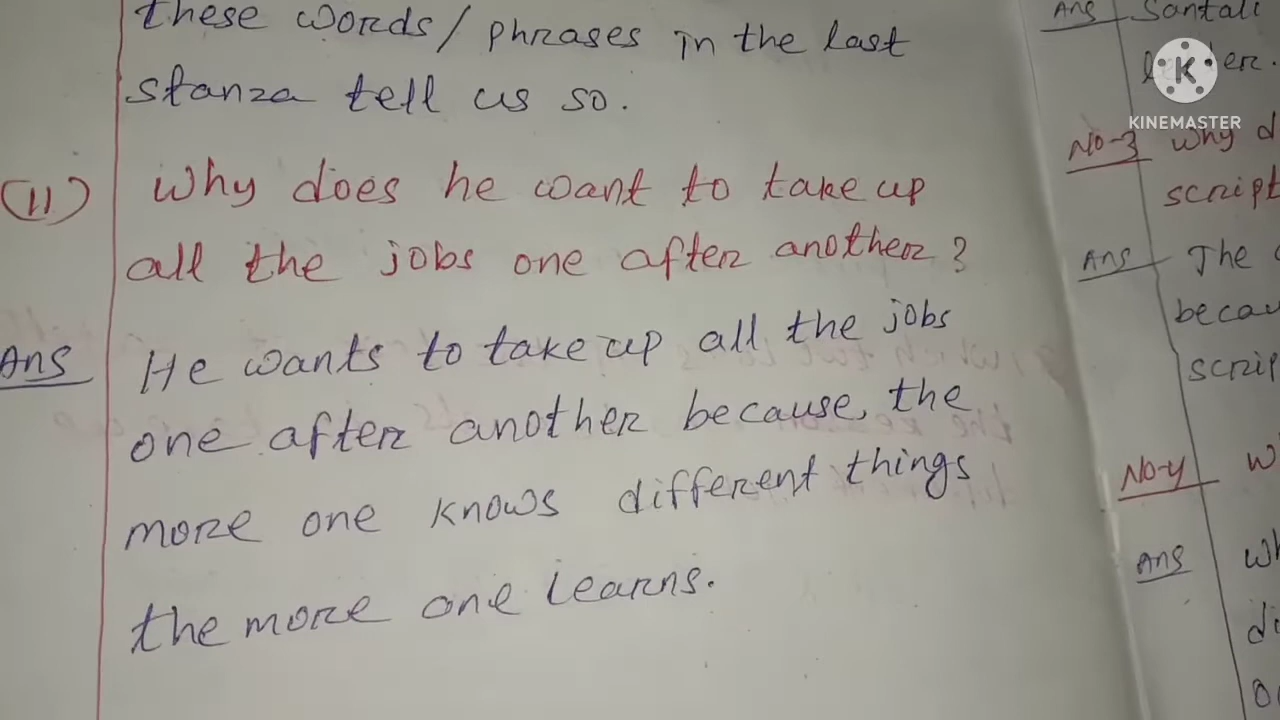 these words/ phrases in the last
stanza tell us so.
(11) Why does he want to take up
all the jobs one after another?
Ans He wants to take up all the jobs
one after another because, the
more one knows different things
the more one learns.
Ans Santali
KINEMASTER
No-3 Why
script
Ans The
because
scrip
No-4
Ans